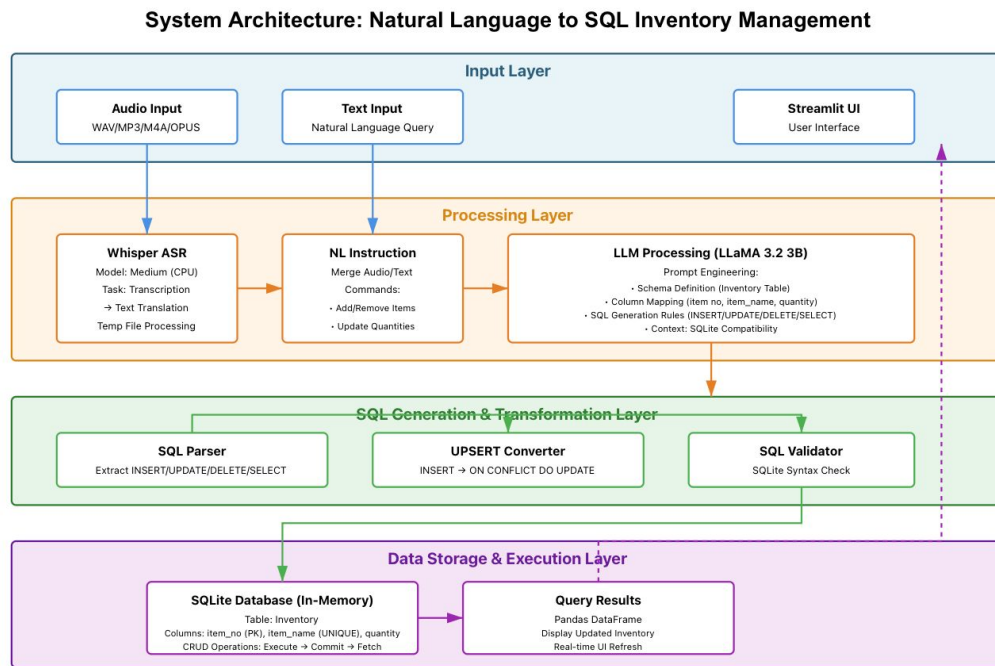 System Architecture: Natural Language to SQL Inventory Management
Input Layer
Audio Input
WAV/MP3/M4A/OPUS
Text Input
Natural Language Query
Streamlit UI
User Interface
Processing Layer
Whisper ASR
Model: Medium (CPU)
Task: Transcription
→ Text Translation
Temp File Processing
NL Instruction
Merge Audio/Text
Commands:
• Add/Remove Items
• Update Quantities
LLM Processing (LLaMA 3.2 3B)
Prompt Engineering:
• Schema Definition (Inventory Table)
• Column Mapping (item no, item_name, quantity)
• SQL Generation Rules (INSERT/UPDATE/DELETE/SELECT)
• Context: SQLite Compatibility
SQL Generation & Transformation Layer
SQL Parser
Extract INSERT/UPDATE/DELETE/SELECT
UPSERT Converter
INSERT → ON CONFLICT DO UPDATE
SQL Validator
SQLite Syntax Check
Data Storage & Execution Layer
SQLite Database (In-Memory)
Table: Inventory
Columns: item_no (PK), item_name (UNIQUE), quantity
CRUD Operations: Execute → Commit → Fetch
Query Results
Pandas DataFrame
Display Updated Inventory
Real-time UI Refresh